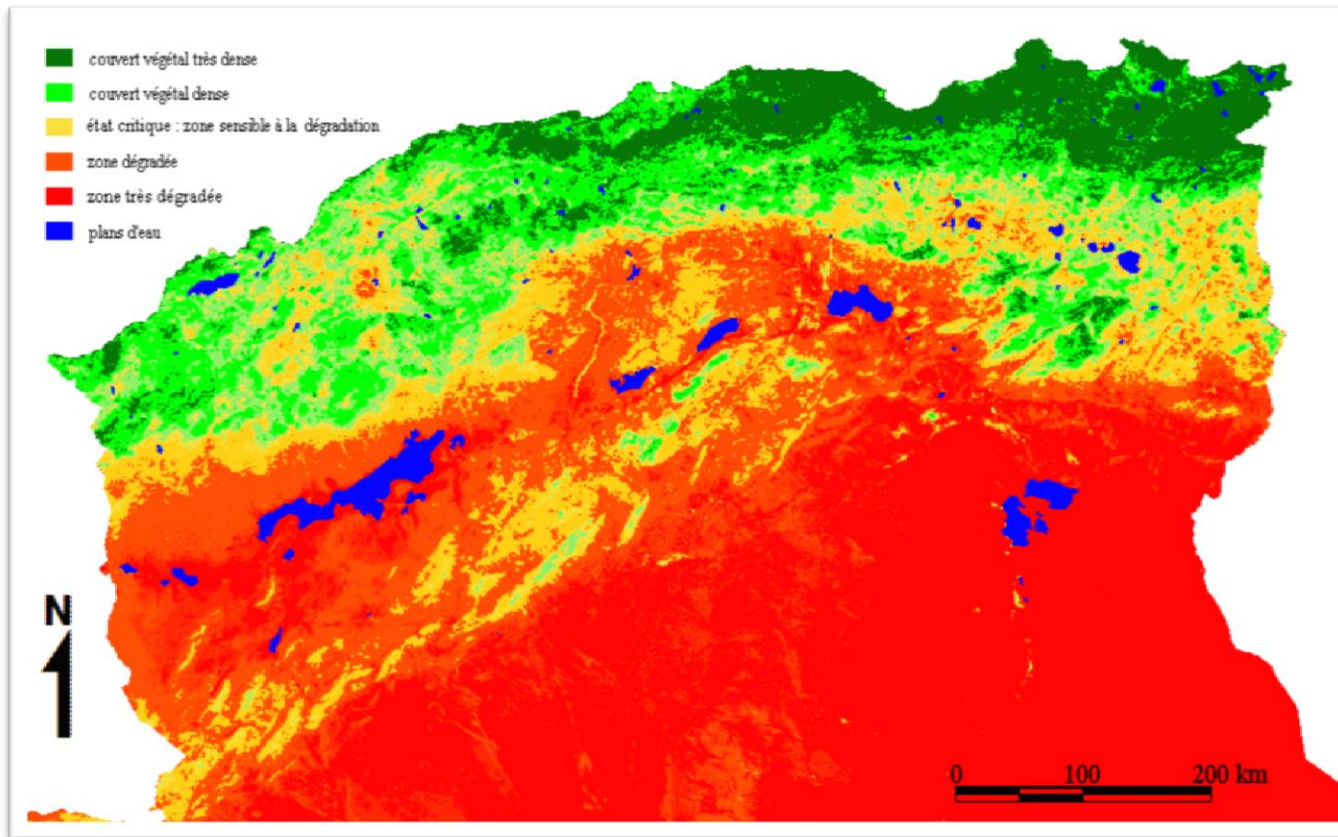 couvert végétal très dense
couvert végétal dense
état critique : zone sensible à la dégradation
zone dégradée
zone très dégradée
plans d'eau
N
0 100 200 km